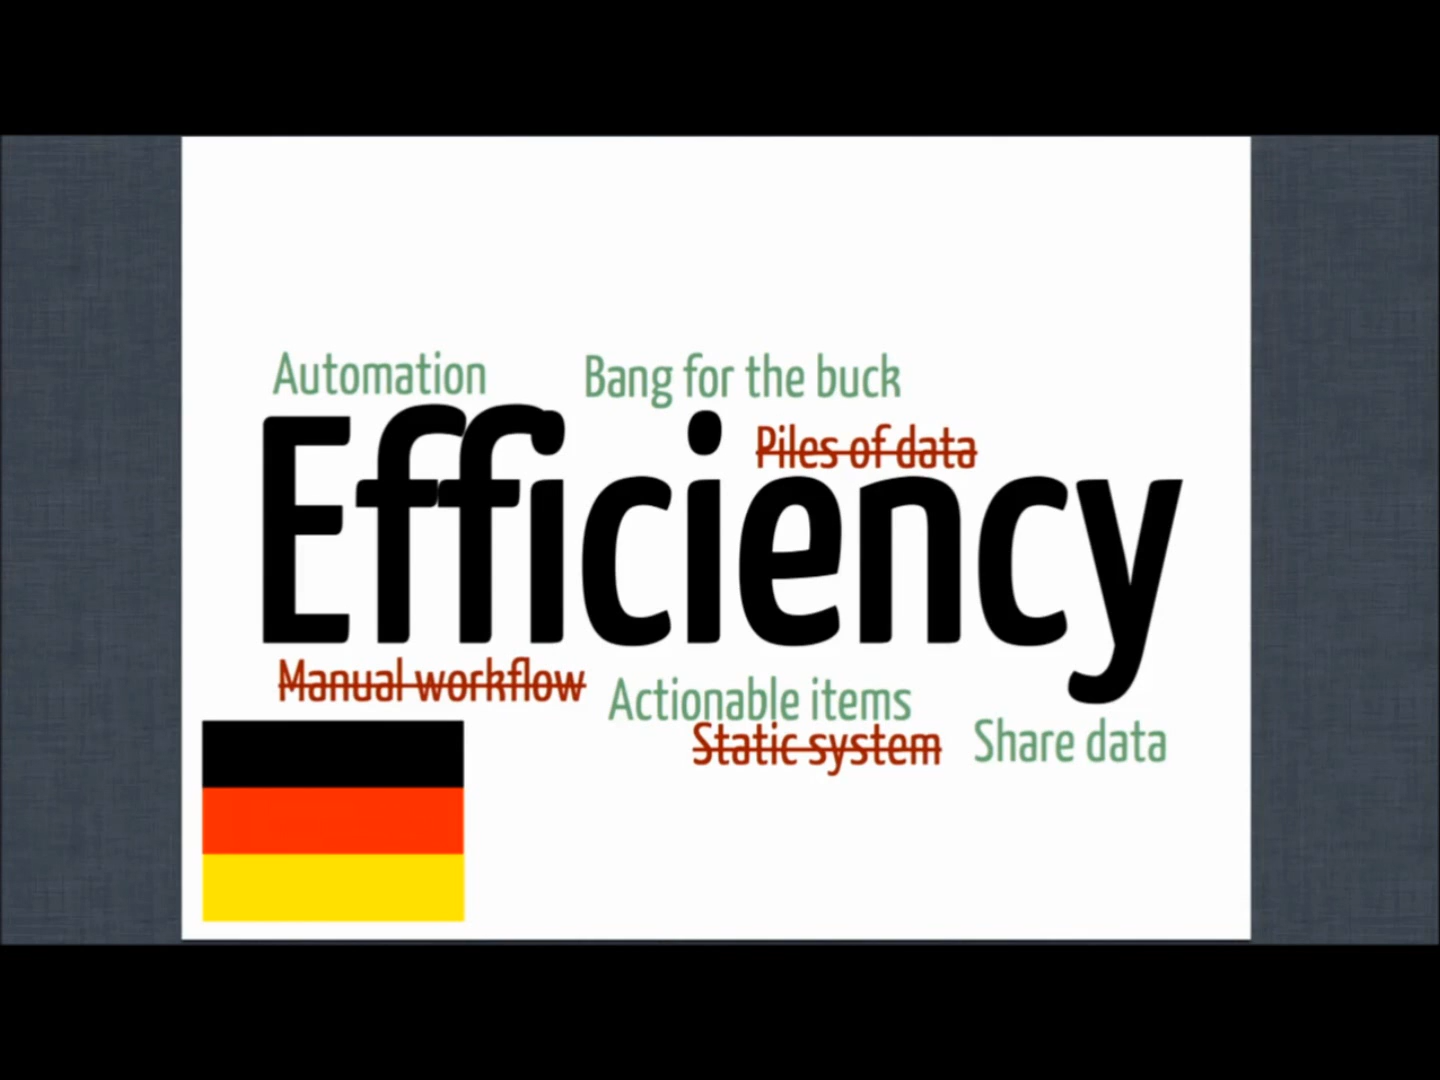 Automation
Bang for the buck
Piles of data
Efficiency
Manual workflow
Actionable items
Static system
Share data